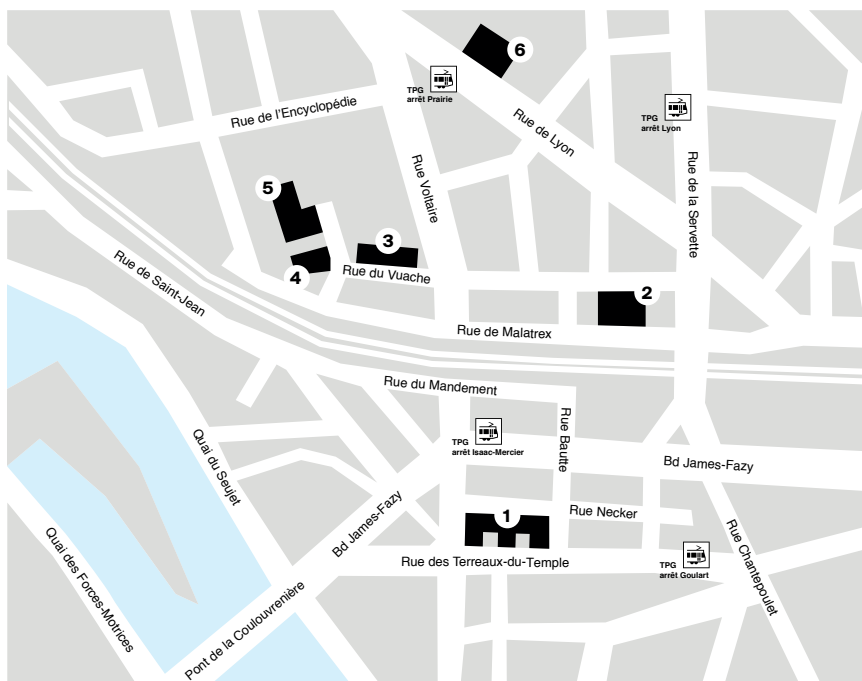 6
TPG
arrêt Prairie
Rue de l'Encyclopédie
TPG
arrêt Lyon
Rue de Lyon
Rue Voltaire
Rue de la Servette
5
3
4
Rue du Vuache
Rue de Saint-Jean
2
Rue de Malatrex
Rue du Mandement
Rue Bautte
TPG
arrêt Isaac-Mercier
Quai du Seujet
Bd James-Fazy
Bd James-Fazy
1
Rue Necker
Rue Chantepoulet
Quai des Forces-Motrices
Rue des Terreaux-du-Temple
TPG
arrêt Goulart
Pont de la Coulouvrenière